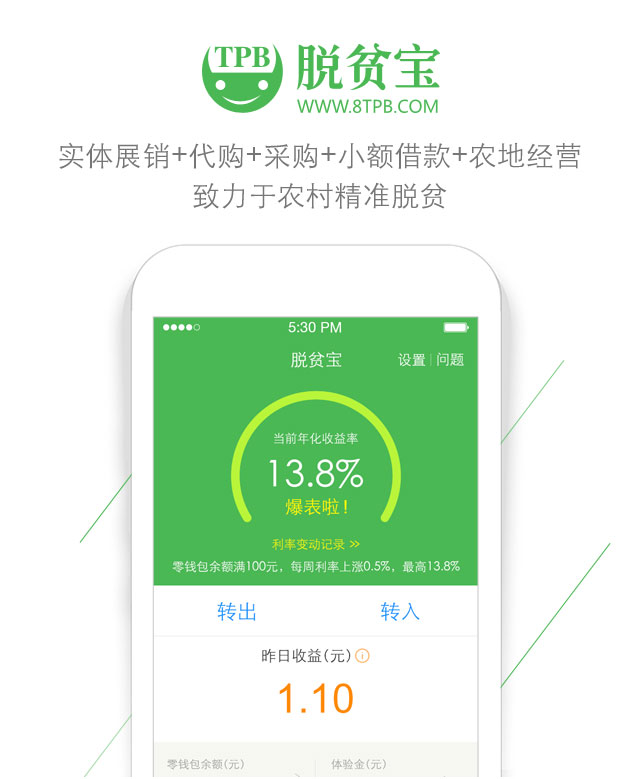 TPB
脱贫宝
WWW.8TPB.COM
实体展销+代购+采购+小额借款+农地经营
致力于农村精准脱贫
5:30 PM
脱贫宝
设置 | 问题
当前年化收益率
13.8%
爆表啦！
利率变动记录 >>
零钱包余额满100元，每周利率上涨0.5%，最高13.8%
转出 转入
昨日收益(元)
1.10
零钱包余额(元) 体验金(元)